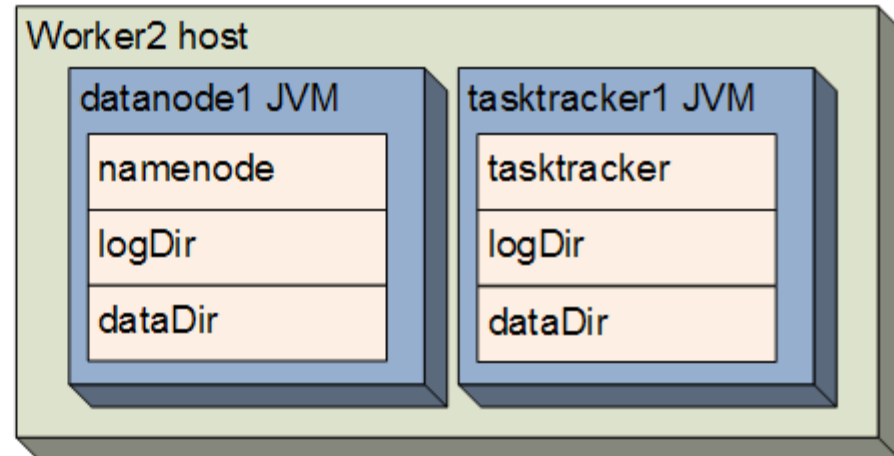 Worker2 host
datanode1 JVM
namenode
logDir
dataDir
tasktracker1 JVM
tasktracker
logDir
dataDir